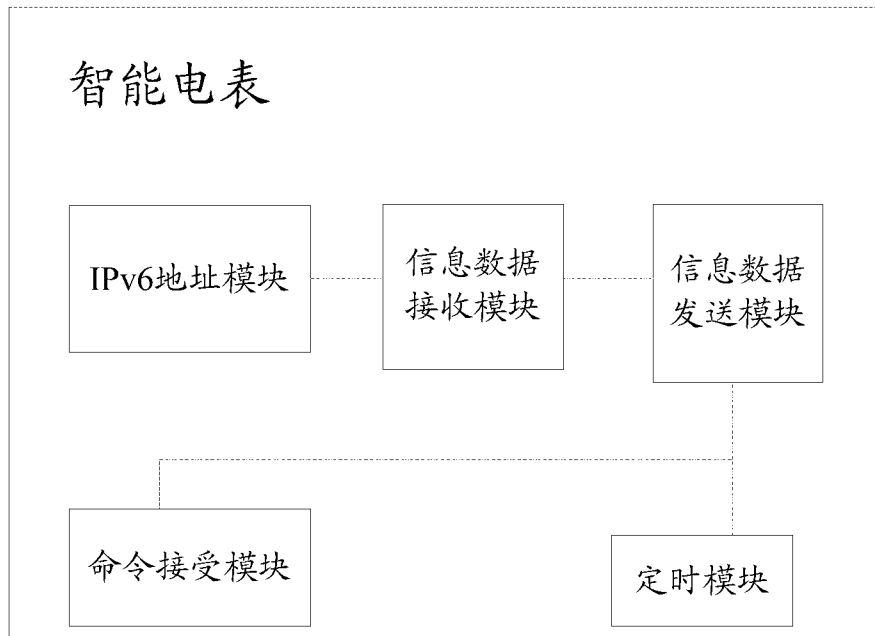 智能电表
IPv6地址模块
信息数据
接收模块
信息数据
发送模块
命令接受模块
定时模块